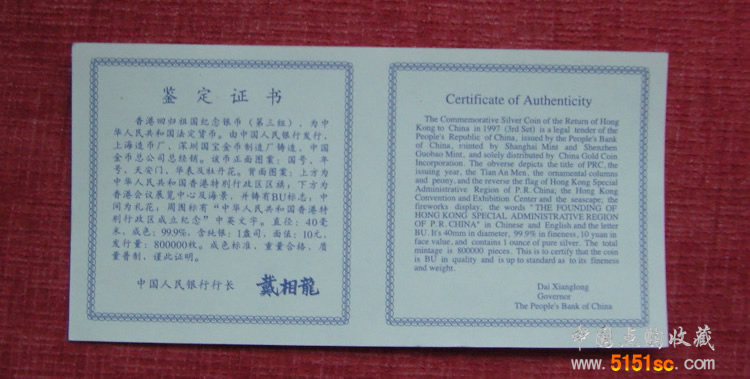 鉴定证书
香港回归祖国纪念银币（第三组），为中
华人民共和国法定货币。由中国人民银行发行，
上海造币厂，深圳国宝金币制造厂铸造，中国
金币总公司总经销。该币正面图案：国号，年
号，天安门，华表及牡丹花。背面图案：上方为
中华人民共和国香港特别行政区区旗；下方为
香港会议展览中心及海景，并铸有BU标志；中
间为礼花；周围标有“中华人民共和国香港特
别行政区成立纪念”中英文字。直径：40毫
米，成色：99.9%，含纯银：1盎司，面值：10元，
发行量：800000枚。成色标准，重量合格，质
量普制，谨此证明。
中国人民银行行长 戴相龍
Certificate of Authenticity
The Commemorative Silver Coin of the Return of Hong
Kong to China in 1997 (3rd Set) is a legal tender of the
People's Republic of China, issued by the People's Bank
of China, minted by Shanghai Mint and Shenzhen
Guobao Mint, and solely distributed by China Gold Coin
Incorporation. The obverse depicts the title of PRC, the
issuing year, the Tian An Men, the ornamental columns
and peony, and the reverse the flag of Hong Kong Special
Administrative Region of P.R. China; the Hong Kong
Convention and Exhibition Center and the seascape; the
fireworks display; the words "THE FOUNDING OF
HONG KONG SPECIAL ADMINISTRATIVE REGION
OF P.R. CHINA" in Chinese and English and the letter
BU. It's 40mm in diameter, 99.9% in fineness, 10 yuan in
face value, and contains 1 ounce of pure silver. The total
mintage is 800000 pieces. This is to certify that the coin
is BU in quality and is up to standard as to its fineness
and weight.
Dai Xianglong
Governor
The People's Bank of China
中国点购收藏
www.5151sc.com